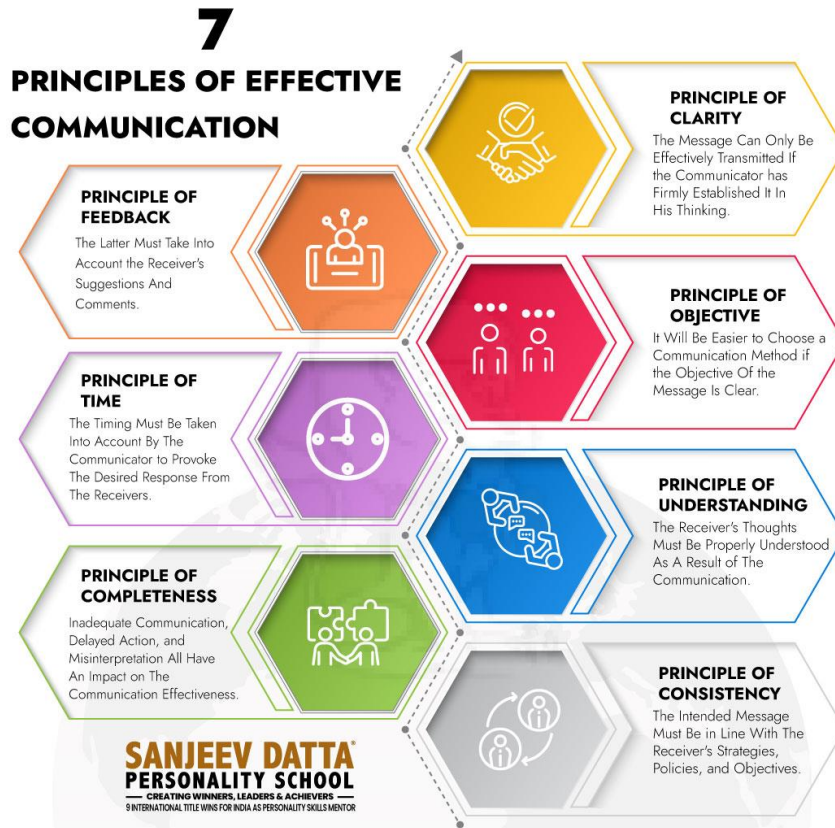 7
PRINCIPLES OF EFFECTIVE
COMMUNICATION
PRINCIPLE OF
CLARITY
The Message Can Only Be
Effectively Transmitted If
the Communicator has
Firmly Established It In
His Thinking.
PRINCIPLE OF
FEEDBACK
The Latter Must Take Into
Account the Receiver's
Suggestions And
Comments.
PRINCIPLE OF
OBJECTIVE
It Will Be Easier to Choose a
Communication Method if
the Objective Of the
Message Is Clear.
PRINCIPLE OF
TIME
The Timing Must Be Taken
Into Account By The
Communicator to Provoke
The Desired Response From
The Receivers.
PRINCIPLE OF
UNDERSTANDING
The Receiver's Thoughts
Must Be Properly Understood
As A Result of The
Communication.
PRINCIPLE OF
COMPLETENESS
Inadequate Communication,
Delayed Action, and
Misinterpretation All Have
An Impact on The
Communication Effectiveness.
PRINCIPLE OF
CONSISTENCY
The Intended Message
Must Be in Line With The
Receiver's Strategies,
Policies, and Objectives.
SANJEEV DATTA®
PERSONALITY SCHOOL
— CREATING WINNERS, LEADERS & ACHIEVERS —
9 INTERNATIONAL TITLE WINS FOR INDIA AS PERSONALITY SKILLS MENTOR